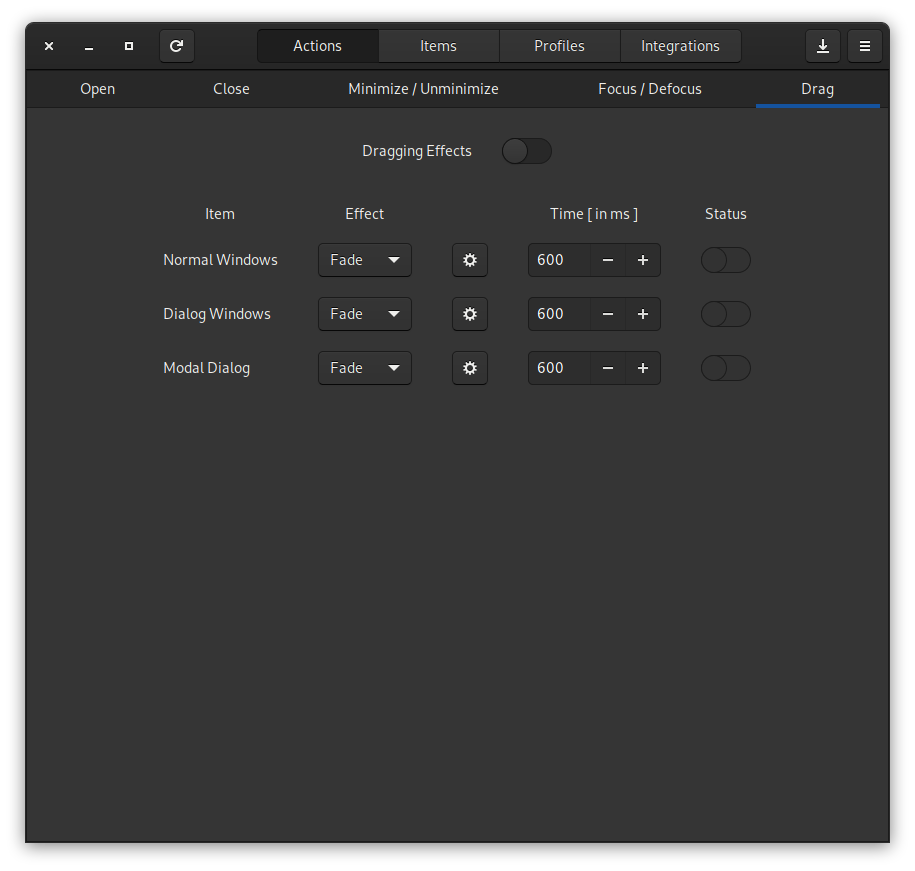 Actions Items Profiles Integrations
Open Close Minimize / Unminimize Focus / Defocus Drag
Dragging Effects
Item Effect Time [ in ms ] Status
Normal Windows Fade 600
Dialog Windows Fade 600
Modal Dialog Fade 600